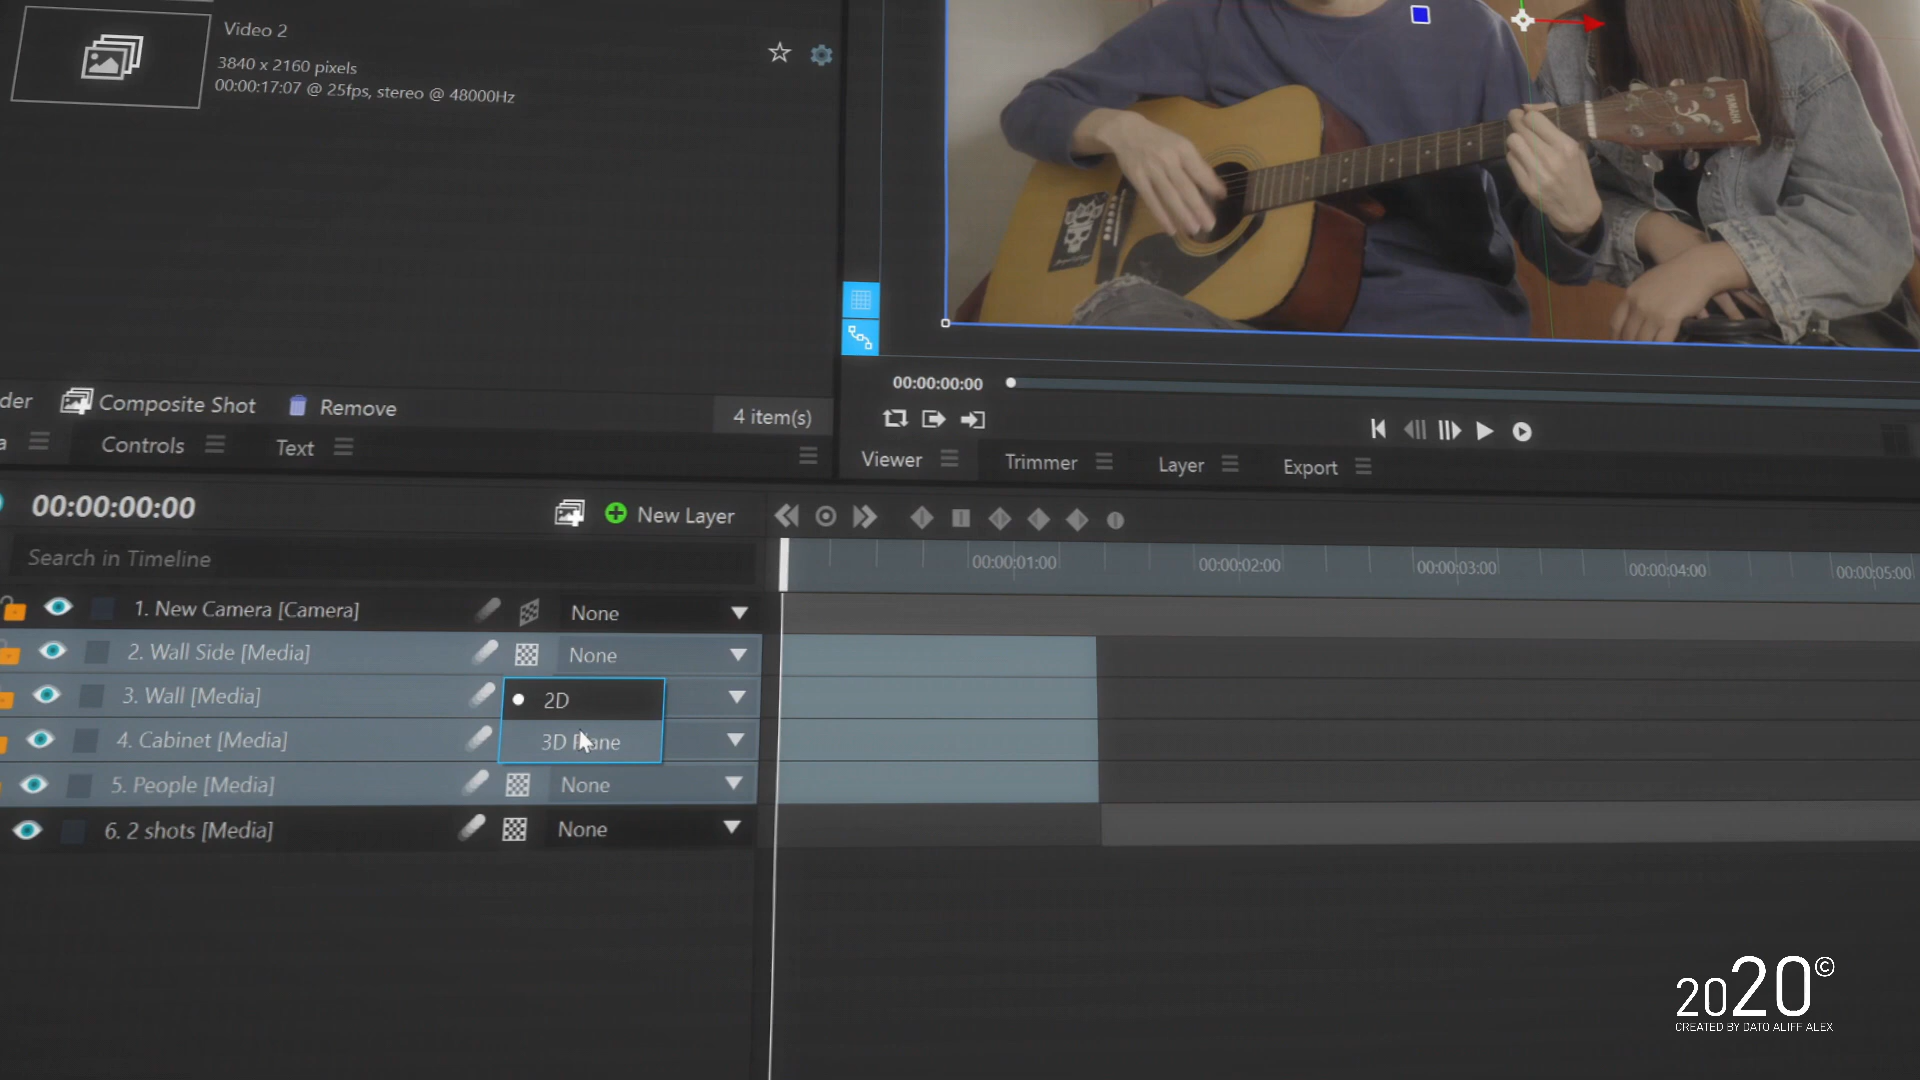 Video 2
3840 x 2160 pixels
00:00:17:07 @ 25fps, stereo @ 48000Hz
YAMAHA
der
Composite Shot
Remove
4 item(s)
a
Controls
Text
00:00:00:00
Viewer
Trimmer
Layer
Export
00:00:00:00
New Layer
Search in Timeline
00:00:01:00
00:00:02:00
00:00:03:00
00:00:04:00
00:00:05:00
1. New Camera [Camera]
None
2. Wall Side [Media]
None
3. Wall [Media]
2D
4. Cabinet [Media]
3D Plane
5. People [Media]
None
6. 2 shots [Media]
None
2020©
CREATED BY DATO ALIFF ALEX